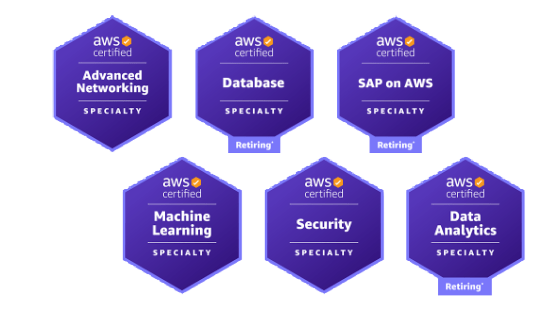 aws
certified
Advanced
Networking
SPECIALTY
aws
certified
Database
SPECIALTY
Retiring*
aws
certified
SAP on AWS
SPECIALTY
Retiring*
aws
certified
Machine
Learning
SPECIALTY
aws
certified
Security
SPECIALTY
aws
certified
Data
Analytics
SPECIALTY
Retiring*